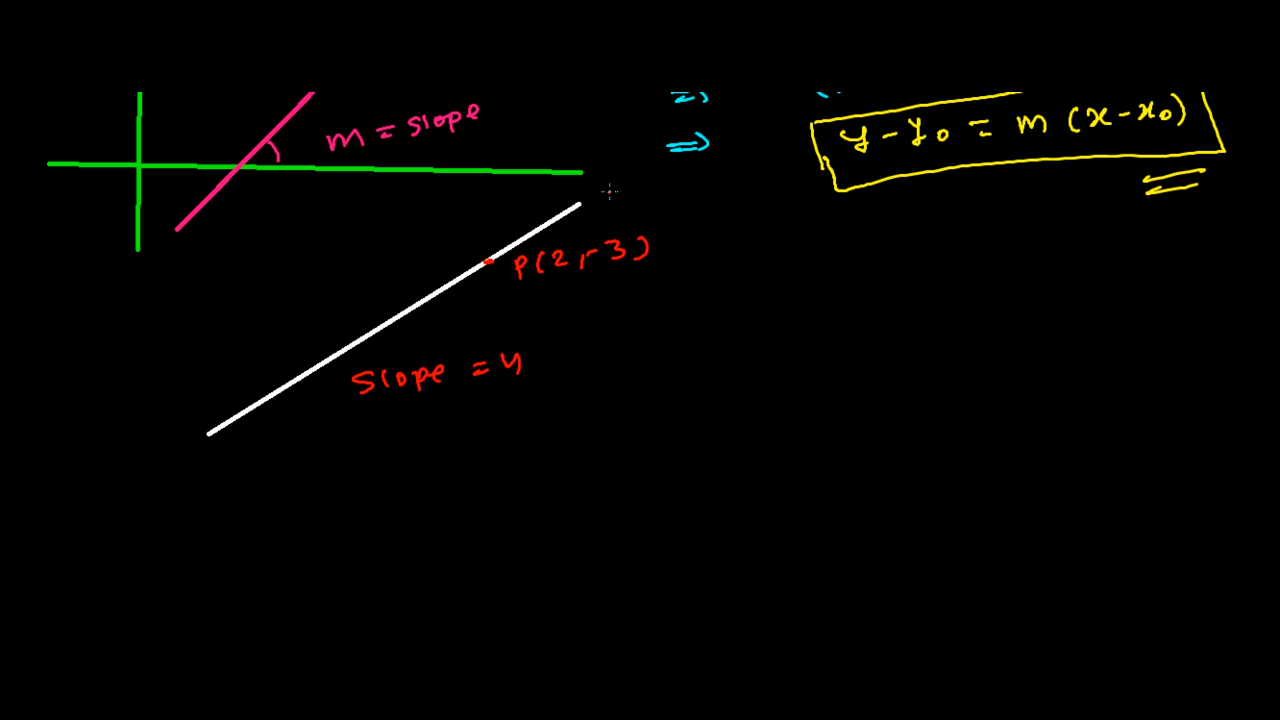 m = slope
=>
=>
y - y₀ = m (x - x₀)
P(2, -3)
Slope = 4